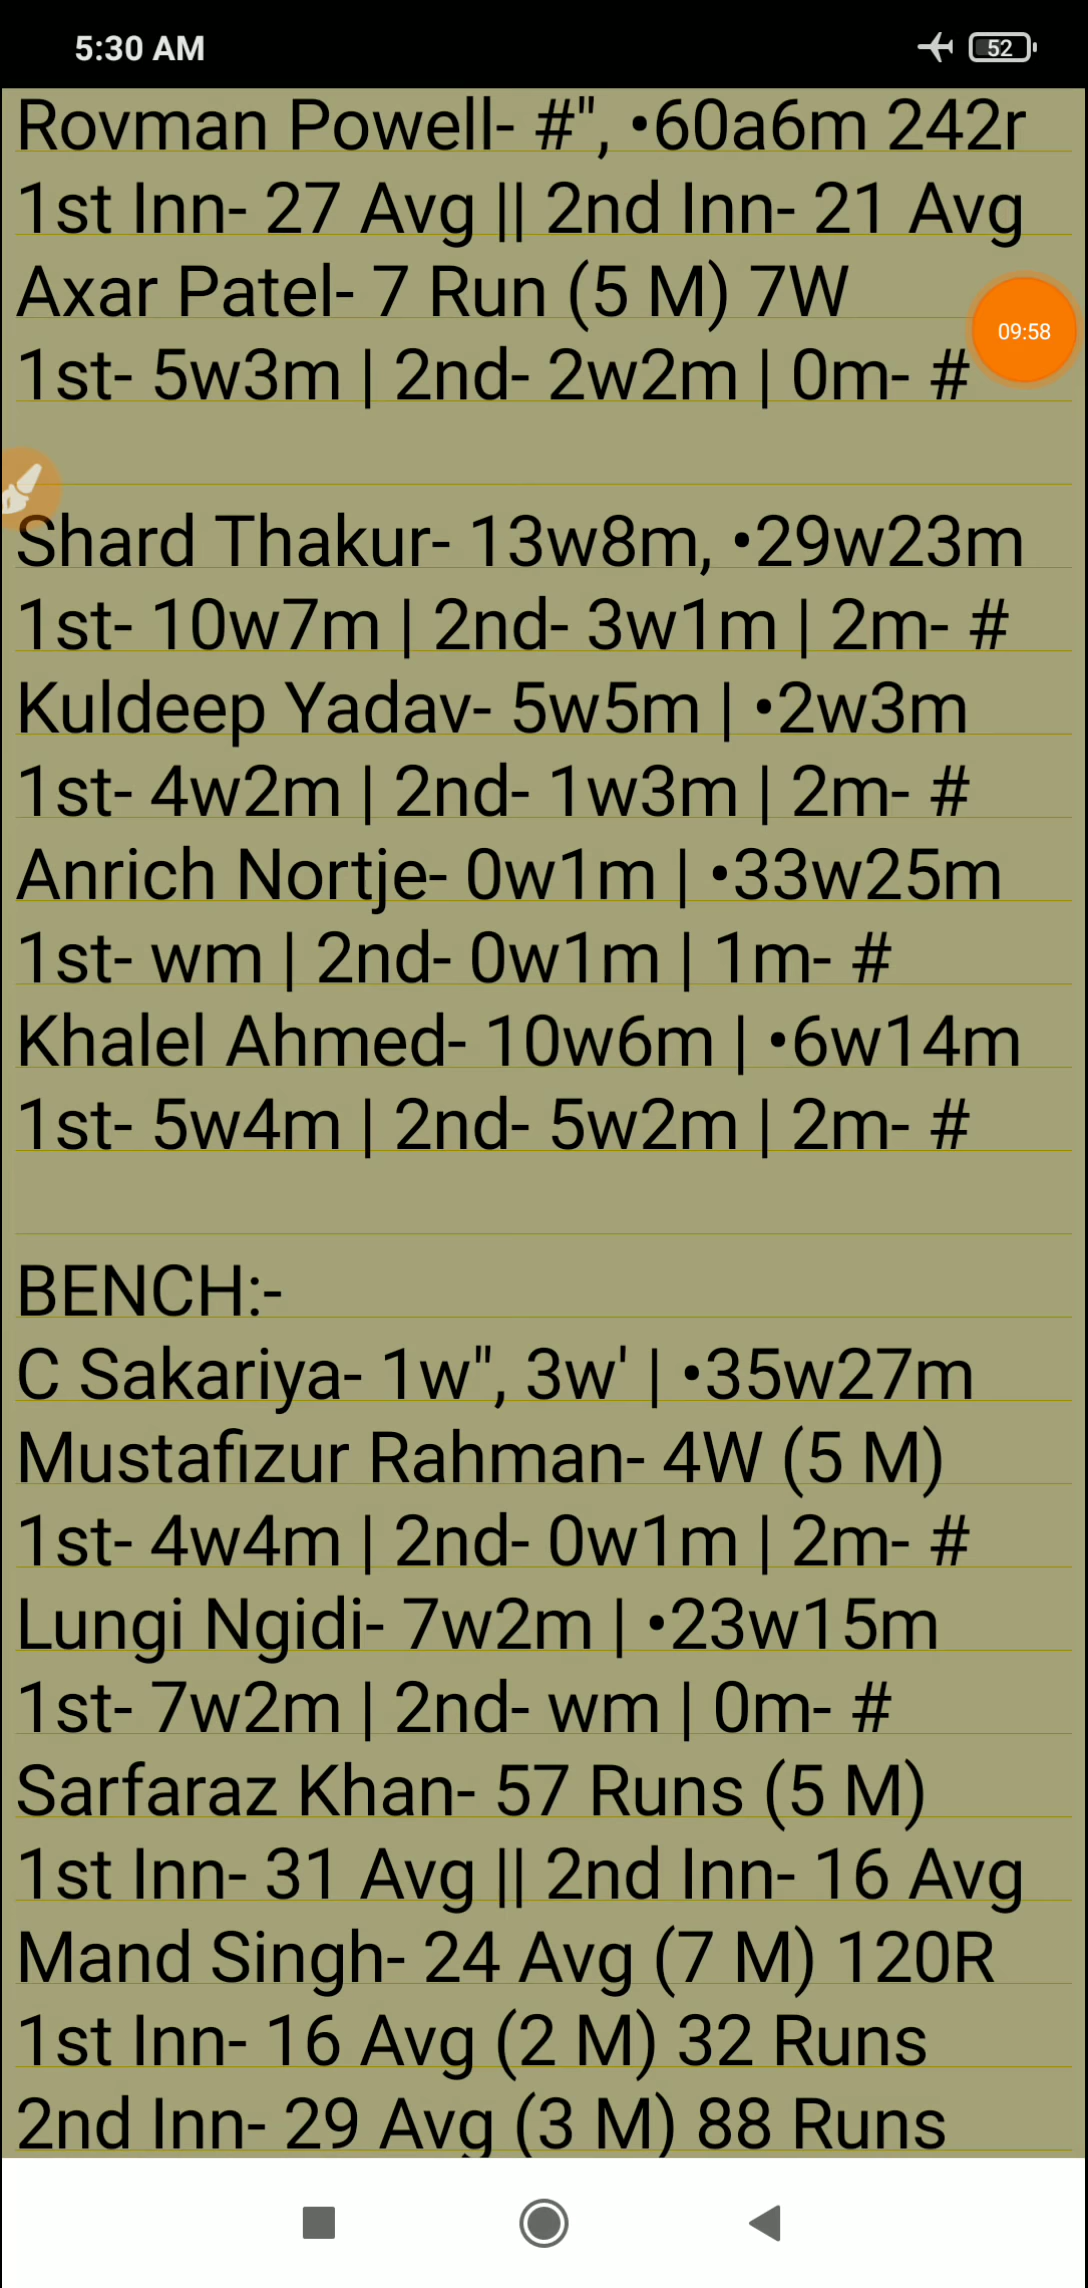 5:30 AM
52
Rovman Powell- #", •60a6m 242r
1st Inn- 27 Avg || 2nd Inn- 21 Avg
Axar Patel- 7 Run (5 M) 7W
09:58
1st- 5w3m | 2nd- 2w2m | 0m- #
Shard Thakur- 13w8m, •29w23m
1st- 10w7m | 2nd- 3w1m | 2m- #
Kuldeep Yadav- 5w5m | •2w3m
1st- 4w2m | 2nd- 1w3m | 2m- #
Anrich Nortje- 0w1m | •33w25m
1st- wm | 2nd- 0w1m | 1m- #
Khalel Ahmed- 10w6m | •6w14m
1st- 5w4m | 2nd- 5w2m | 2m- #
BENCH:-
C Sakariya- 1w", 3w' | •35w27m
Mustafizur Rahman- 4W (5 M)
1st- 4w4m | 2nd- 0w1m | 2m- #
Lungi Ngidi- 7w2m | •23w15m
1st- 7w2m | 2nd- wm | 0m- #
Sarfaraz Khan- 57 Runs (5 M)
1st Inn- 31 Avg || 2nd Inn- 16 Avg
Mand Singh- 24 Avg (7 M) 120R
1st Inn- 16 Avg (2 M) 32 Runs
2nd Inn- 29 Avg (3 M) 88 Runs